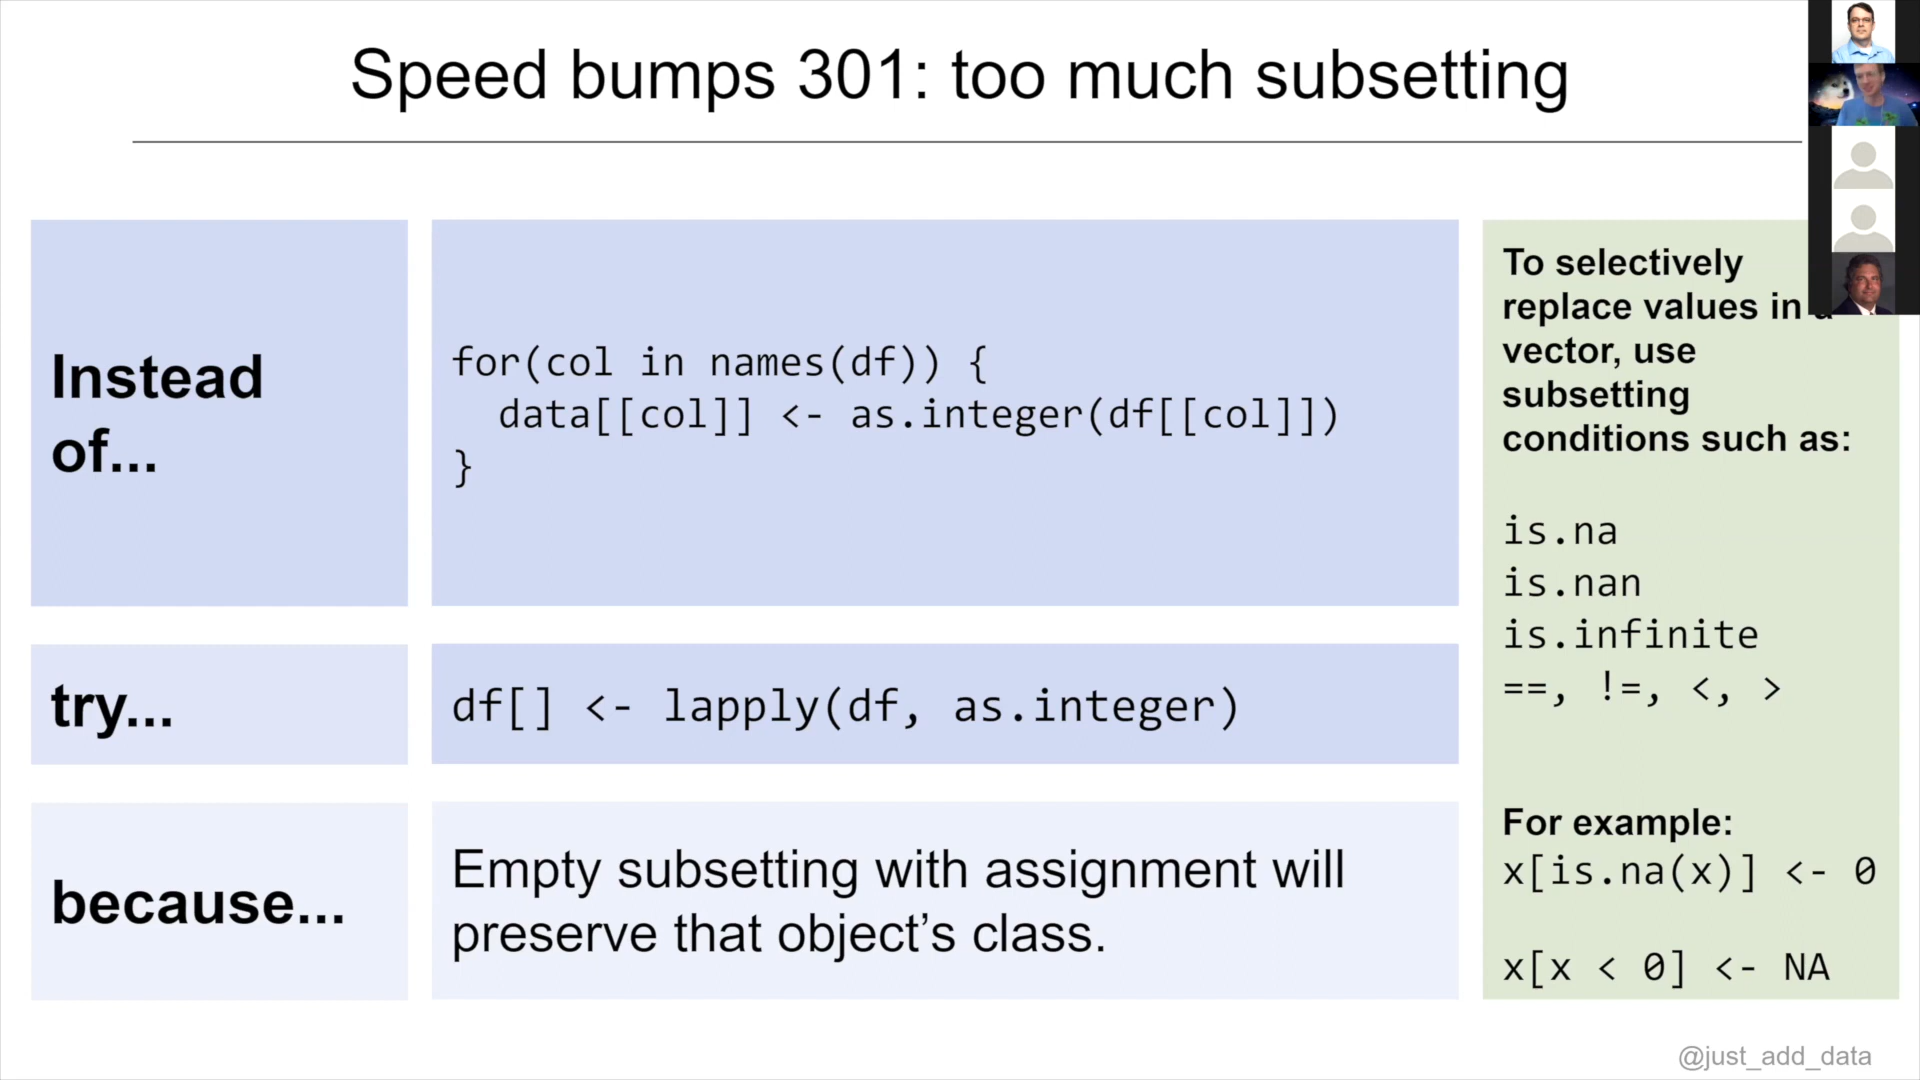 Speed bumps 301: too much subsetting
Instead
of...
for(col in names(df)) {
  data[[col]] <- as.integer(df[[col]])
}
try...
df[] <- lapply(df, as.integer)
because...
Empty subsetting with assignment will
preserve that object’s class.
To selectively
replace values in a
vector, use
subsetting
conditions such as:
is.na
is.nan
is.infinite
==, !=, <, >
For example:
x[is.na(x)] <- 0
x[x < 0] <- NA
@just_add_data